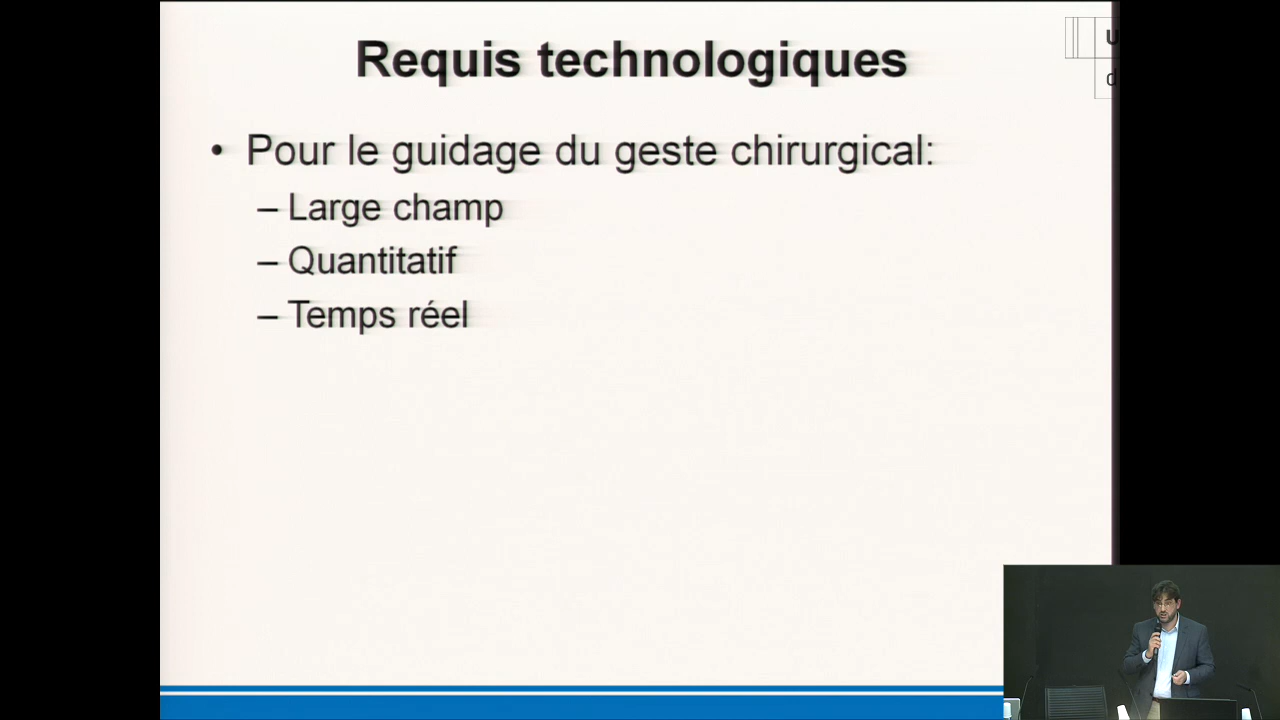 Requis technologiques
• Pour le guidage du geste chirurgical:
– Large champ
– Quantitatif
– Temps réel